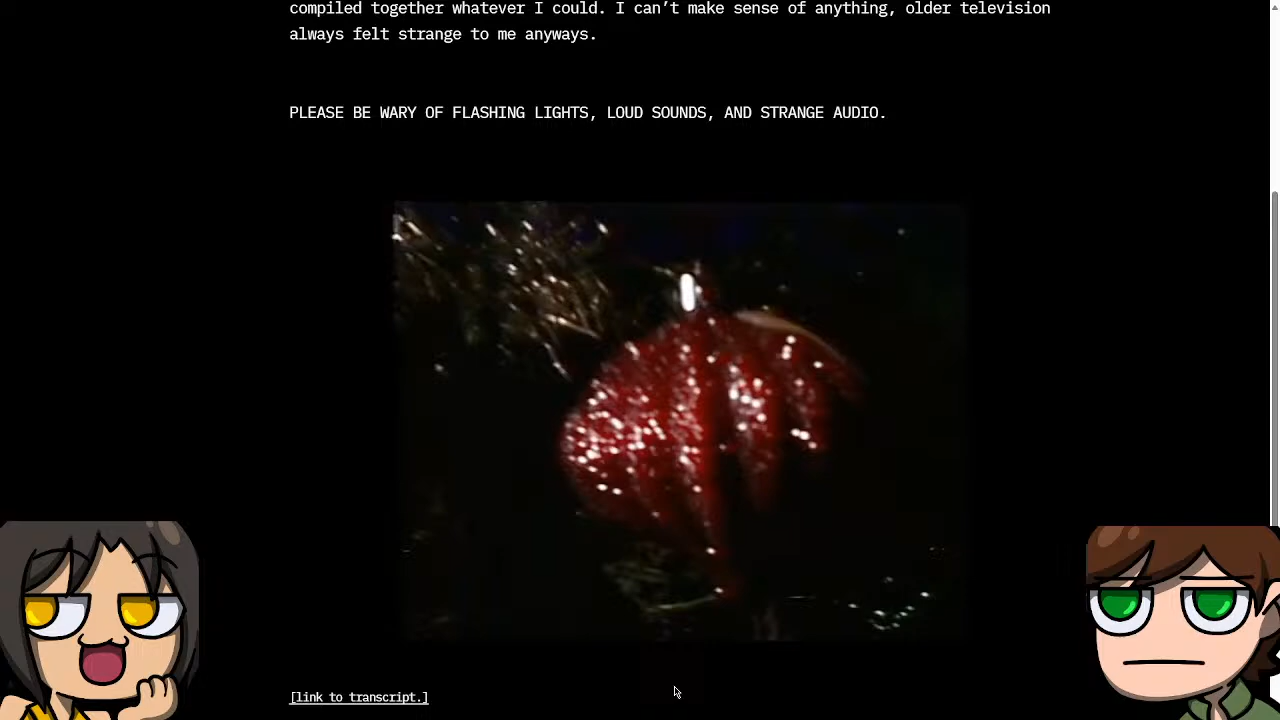 compiled together whatever I could. I can’t make sense of anything, older television
always felt strange to me anyways.
PLEASE BE WARY OF FLASHING LIGHTS, LOUD SOUNDS, AND STRANGE AUDIO.
[link to transcript.]